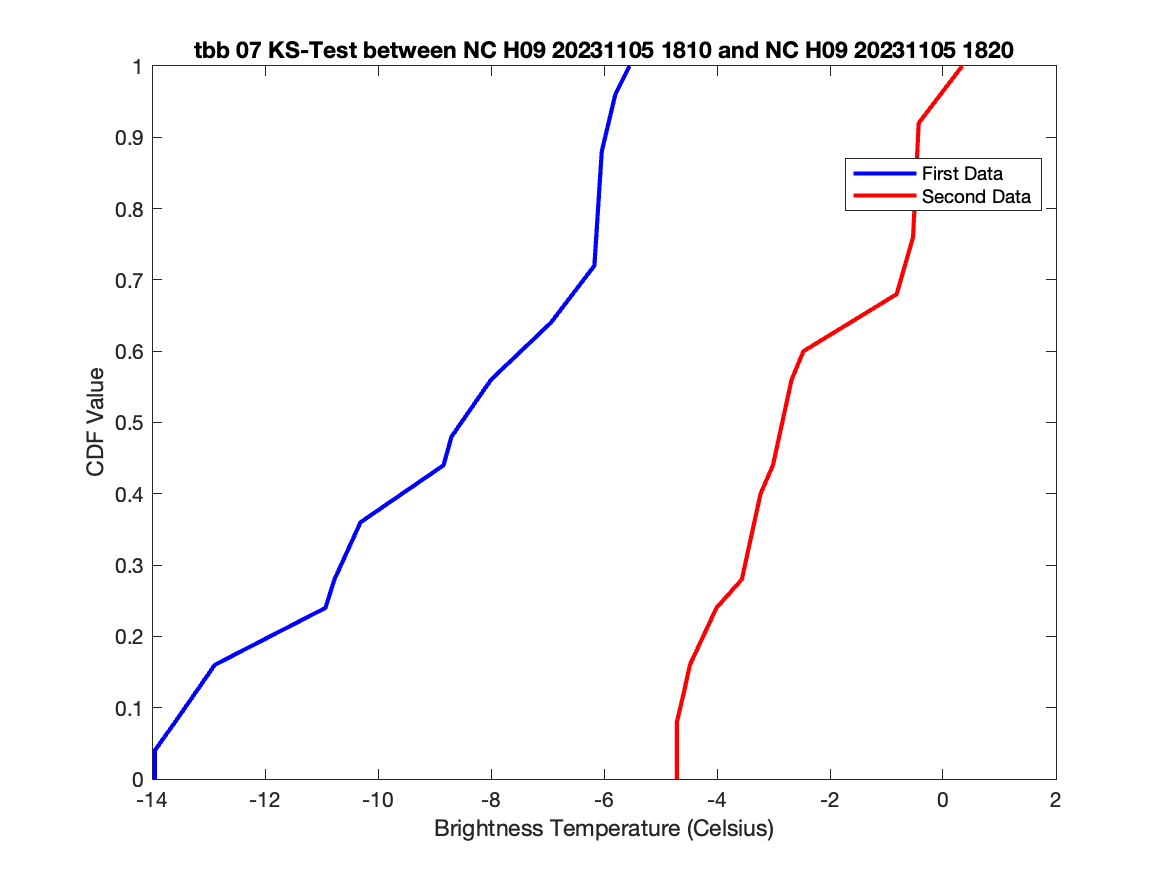 tbb 07 KS-Test between NC H09 20231105 1810 and NC H09 20231105 1820
1
0.9
0.8
0.7
0.6
0.5
0.4
0.3
0.2
0.1
0
CDF Value
First Data
Second Data
-14 -12 -10 -8 -6 -4 -2 0 2
Brightness Temperature (Celsius)